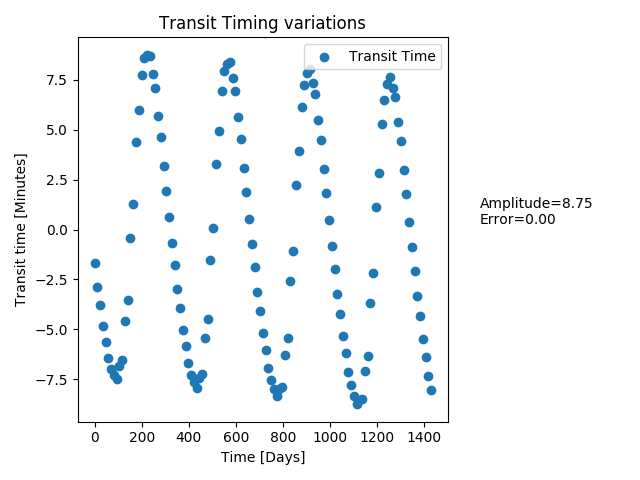 Transit Timing variations
Transit time [Minutes]
7.5
5.0
2.5
0.0
−2.5
−5.0
−7.5
Transit Time
0
200
400
600
800
1000
1200
1400
Time [Days]
Amplitude=8.75
Error=0.00